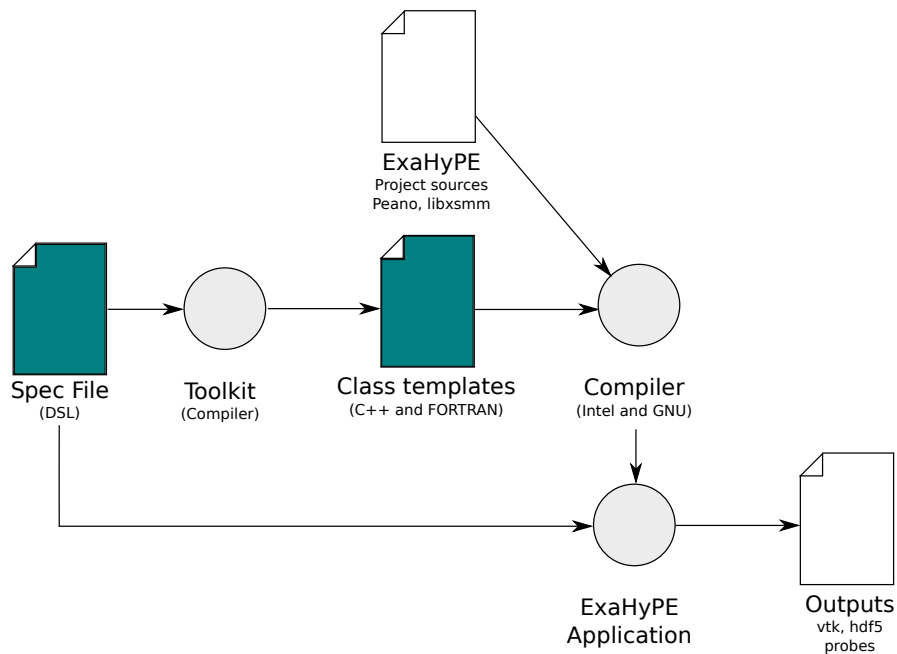 ExaHyPE
Project sources
Peano, libxsmm
Spec File
(DSL)
Toolkit
(Compiler)
Class templates
(C++ and FORTRAN)
Compiler
(Intel and GNU)
ExaHyPE
Application
Outputs
vtk, hdf5
probes